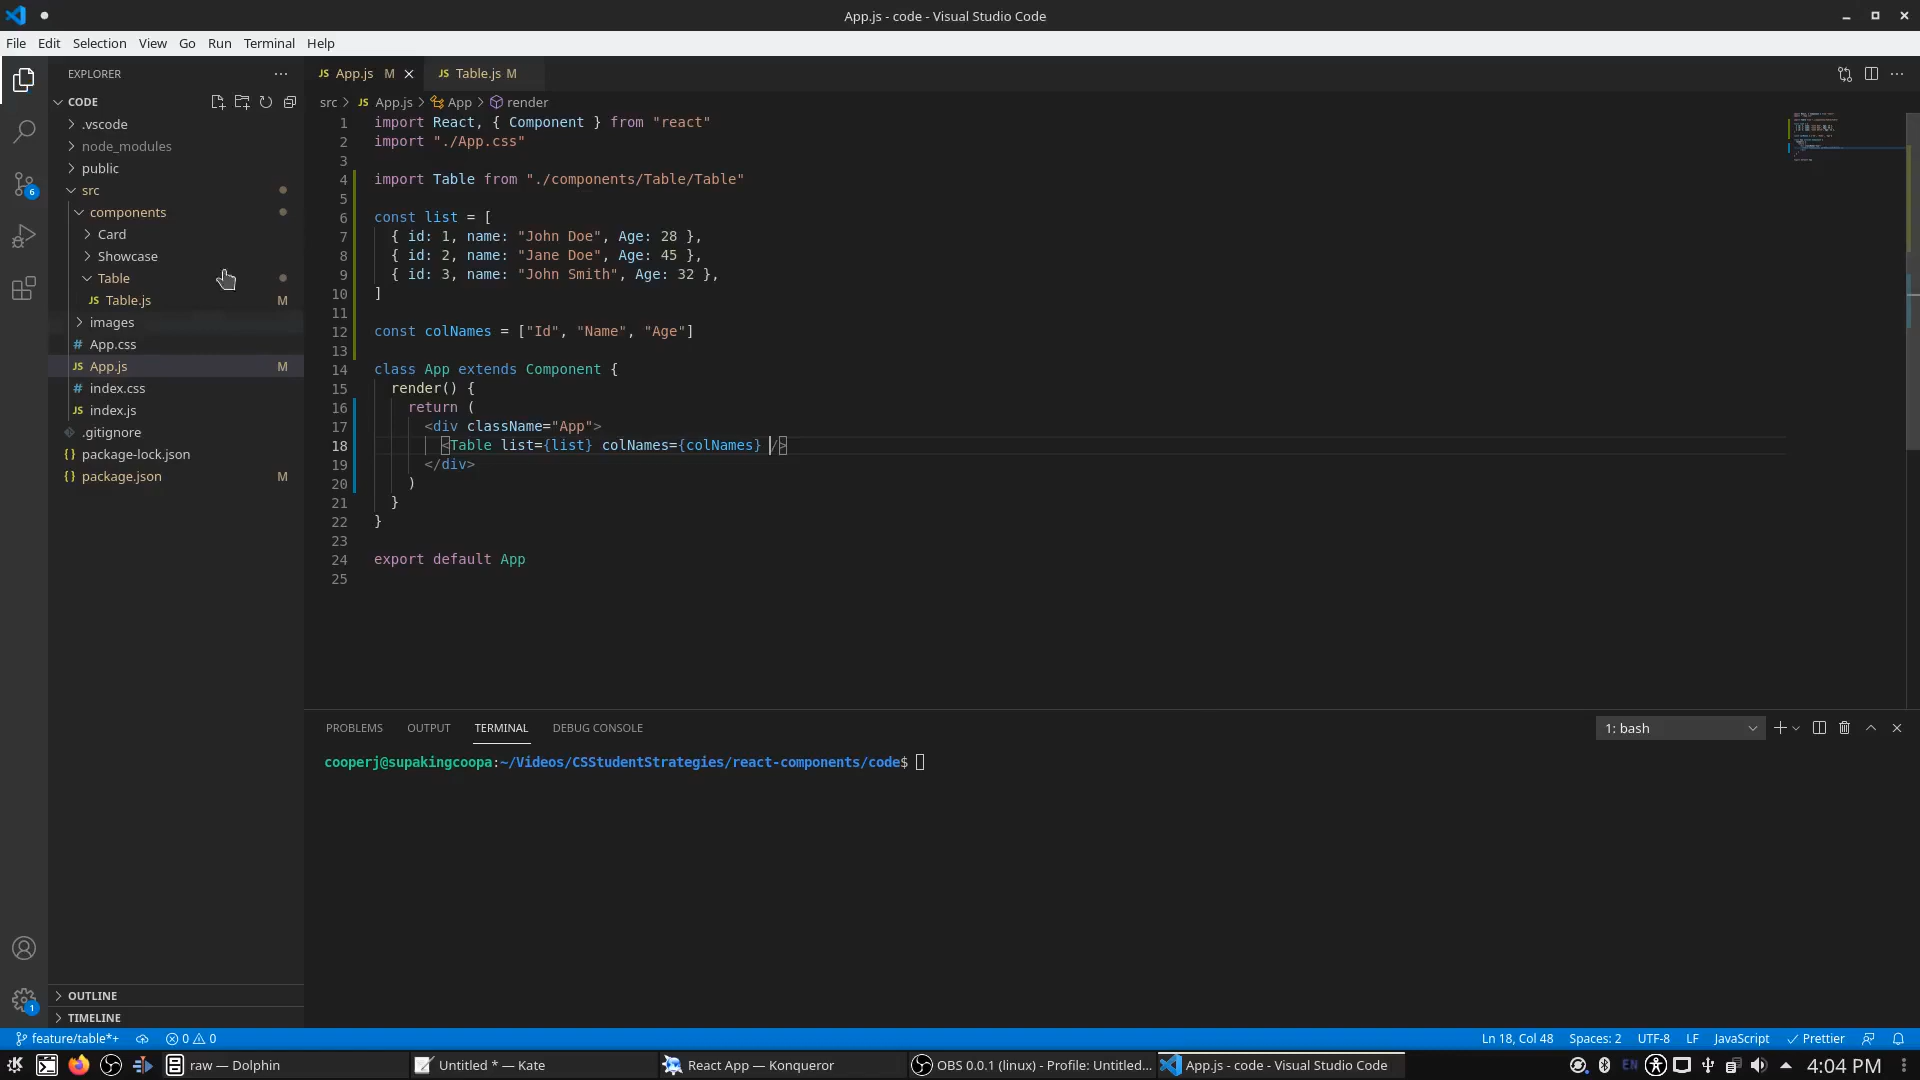 App.js - code - Visual Studio Code
File Edit Selection View Go Run Terminal Help
EXPLORER
CODE
.vscode
node_modules
public
src
components
Card
Showcase
Table
JS Table.js M
images
# App.css
JS App.js M
# index.css
JS index.js
.gitignore
{} package-lock.json
{} package.json M
OUTLINE
TIMELINE
6
1
JS App.js M
JS Table.js M
src > JS App.js > App > render
1 import React, { Component } from "react"
2 import "./App.css"
3
4 import Table from "./components/Table/Table"
5
6 const list = [
7 { id: 1, name: "John Doe", Age: 28 },
8 { id: 2, name: "Jane Doe", Age: 45 },
9 { id: 3, name: "John Smith", Age: 32 },
10 ]
11
12 const colNames = ["Id", "Name", "Age"]
13
14 class App extends Component {
15 render() {
16 return (
17 <div className="App">
18 <Table list={list} colNames={colNames} />
19 </div>
20 )
21 }
22 }
23
24 export default App
25
PROBLEMS OUTPUT TERMINAL DEBUG CONSOLE
1: bash
cooperj@supakingcoopa:~/Videos/CSStudentStrategies/react-components/code$
feature/table*+ 0 0 Ln 18, Col 48 Spaces: 2 UTF-8 LF JavaScript Prettier
raw — Dolphin Untitled * — Kate React App — Konqueror OBS 0.0.1 (linux) - Profile: Untitled... App.js - code - Visual Studio Code EN 4:04 PM